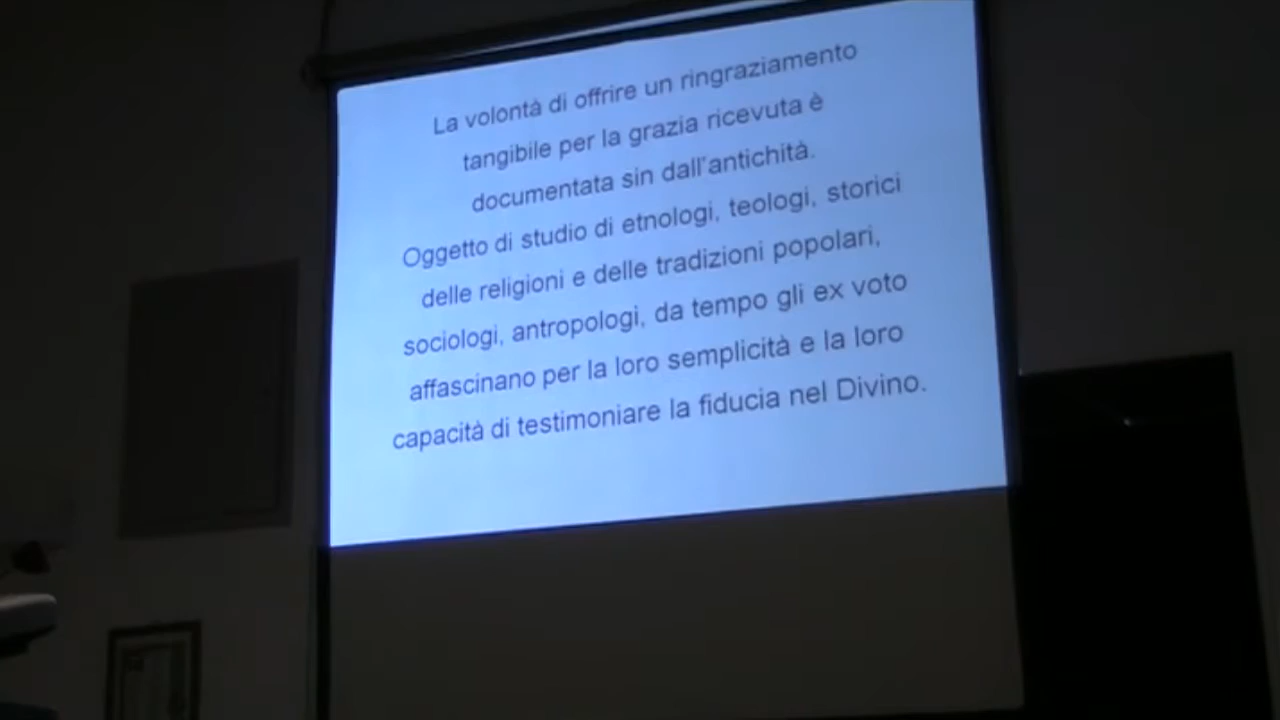 La volontà di offrire un ringraziamento
tangibile per la grazia ricevuta è
documentata sin dall'antichità.
Oggetto di studio di etnologi, teologi, storici
delle religioni e delle tradizioni popolari,
sociologi, antropologi, da tempo gli ex voto
affascinano per la loro semplicità e la loro
capacità di testimoniare la fiducia nel Divino.